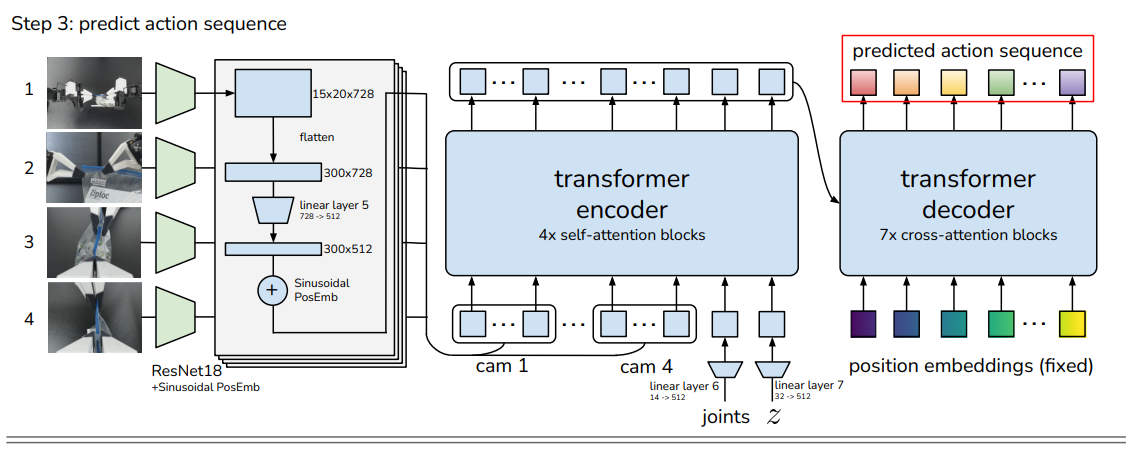 Step 3: predict action sequence
1
2
3
4
Ziploc
ResNet18
+Sinusoidal PosEmb
15x20x728
flatten
300x728
linear layer 5
728 -> 512
300x512
+
Sinusoidal
PosEmb
transformer
encoder
4x self-attention blocks
...
...
...
...
...
...
cam 1
cam 4
linear layer 6
14 -> 512
linear layer 7
32 -> 512
joints
z
predicted action sequence
...
transformer
decoder
7x cross-attention blocks
...
position embeddings (fixed)